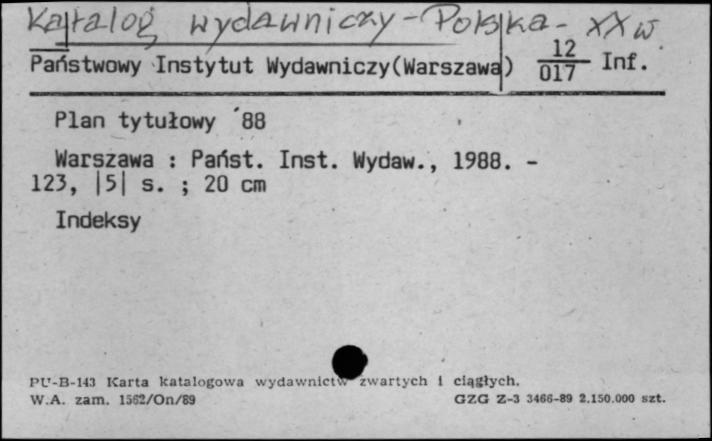 Katalog wydawniczy - Polska - XX w
Państwowy Instytut Wydawniczy(Warszawa) 12/017 Inf.
Plan tytułowy ´88
Warszawa : Państ. Inst. Wydaw., 1988. -
123, |5| s. ; 20 cm
Indeksy
PU-B-143 Karta katalogowa wydawnictw zwartych i ciągłych.
W.A. zam. 1562/On/89 GZG Z-3 3466-89 2.150.000 szt.